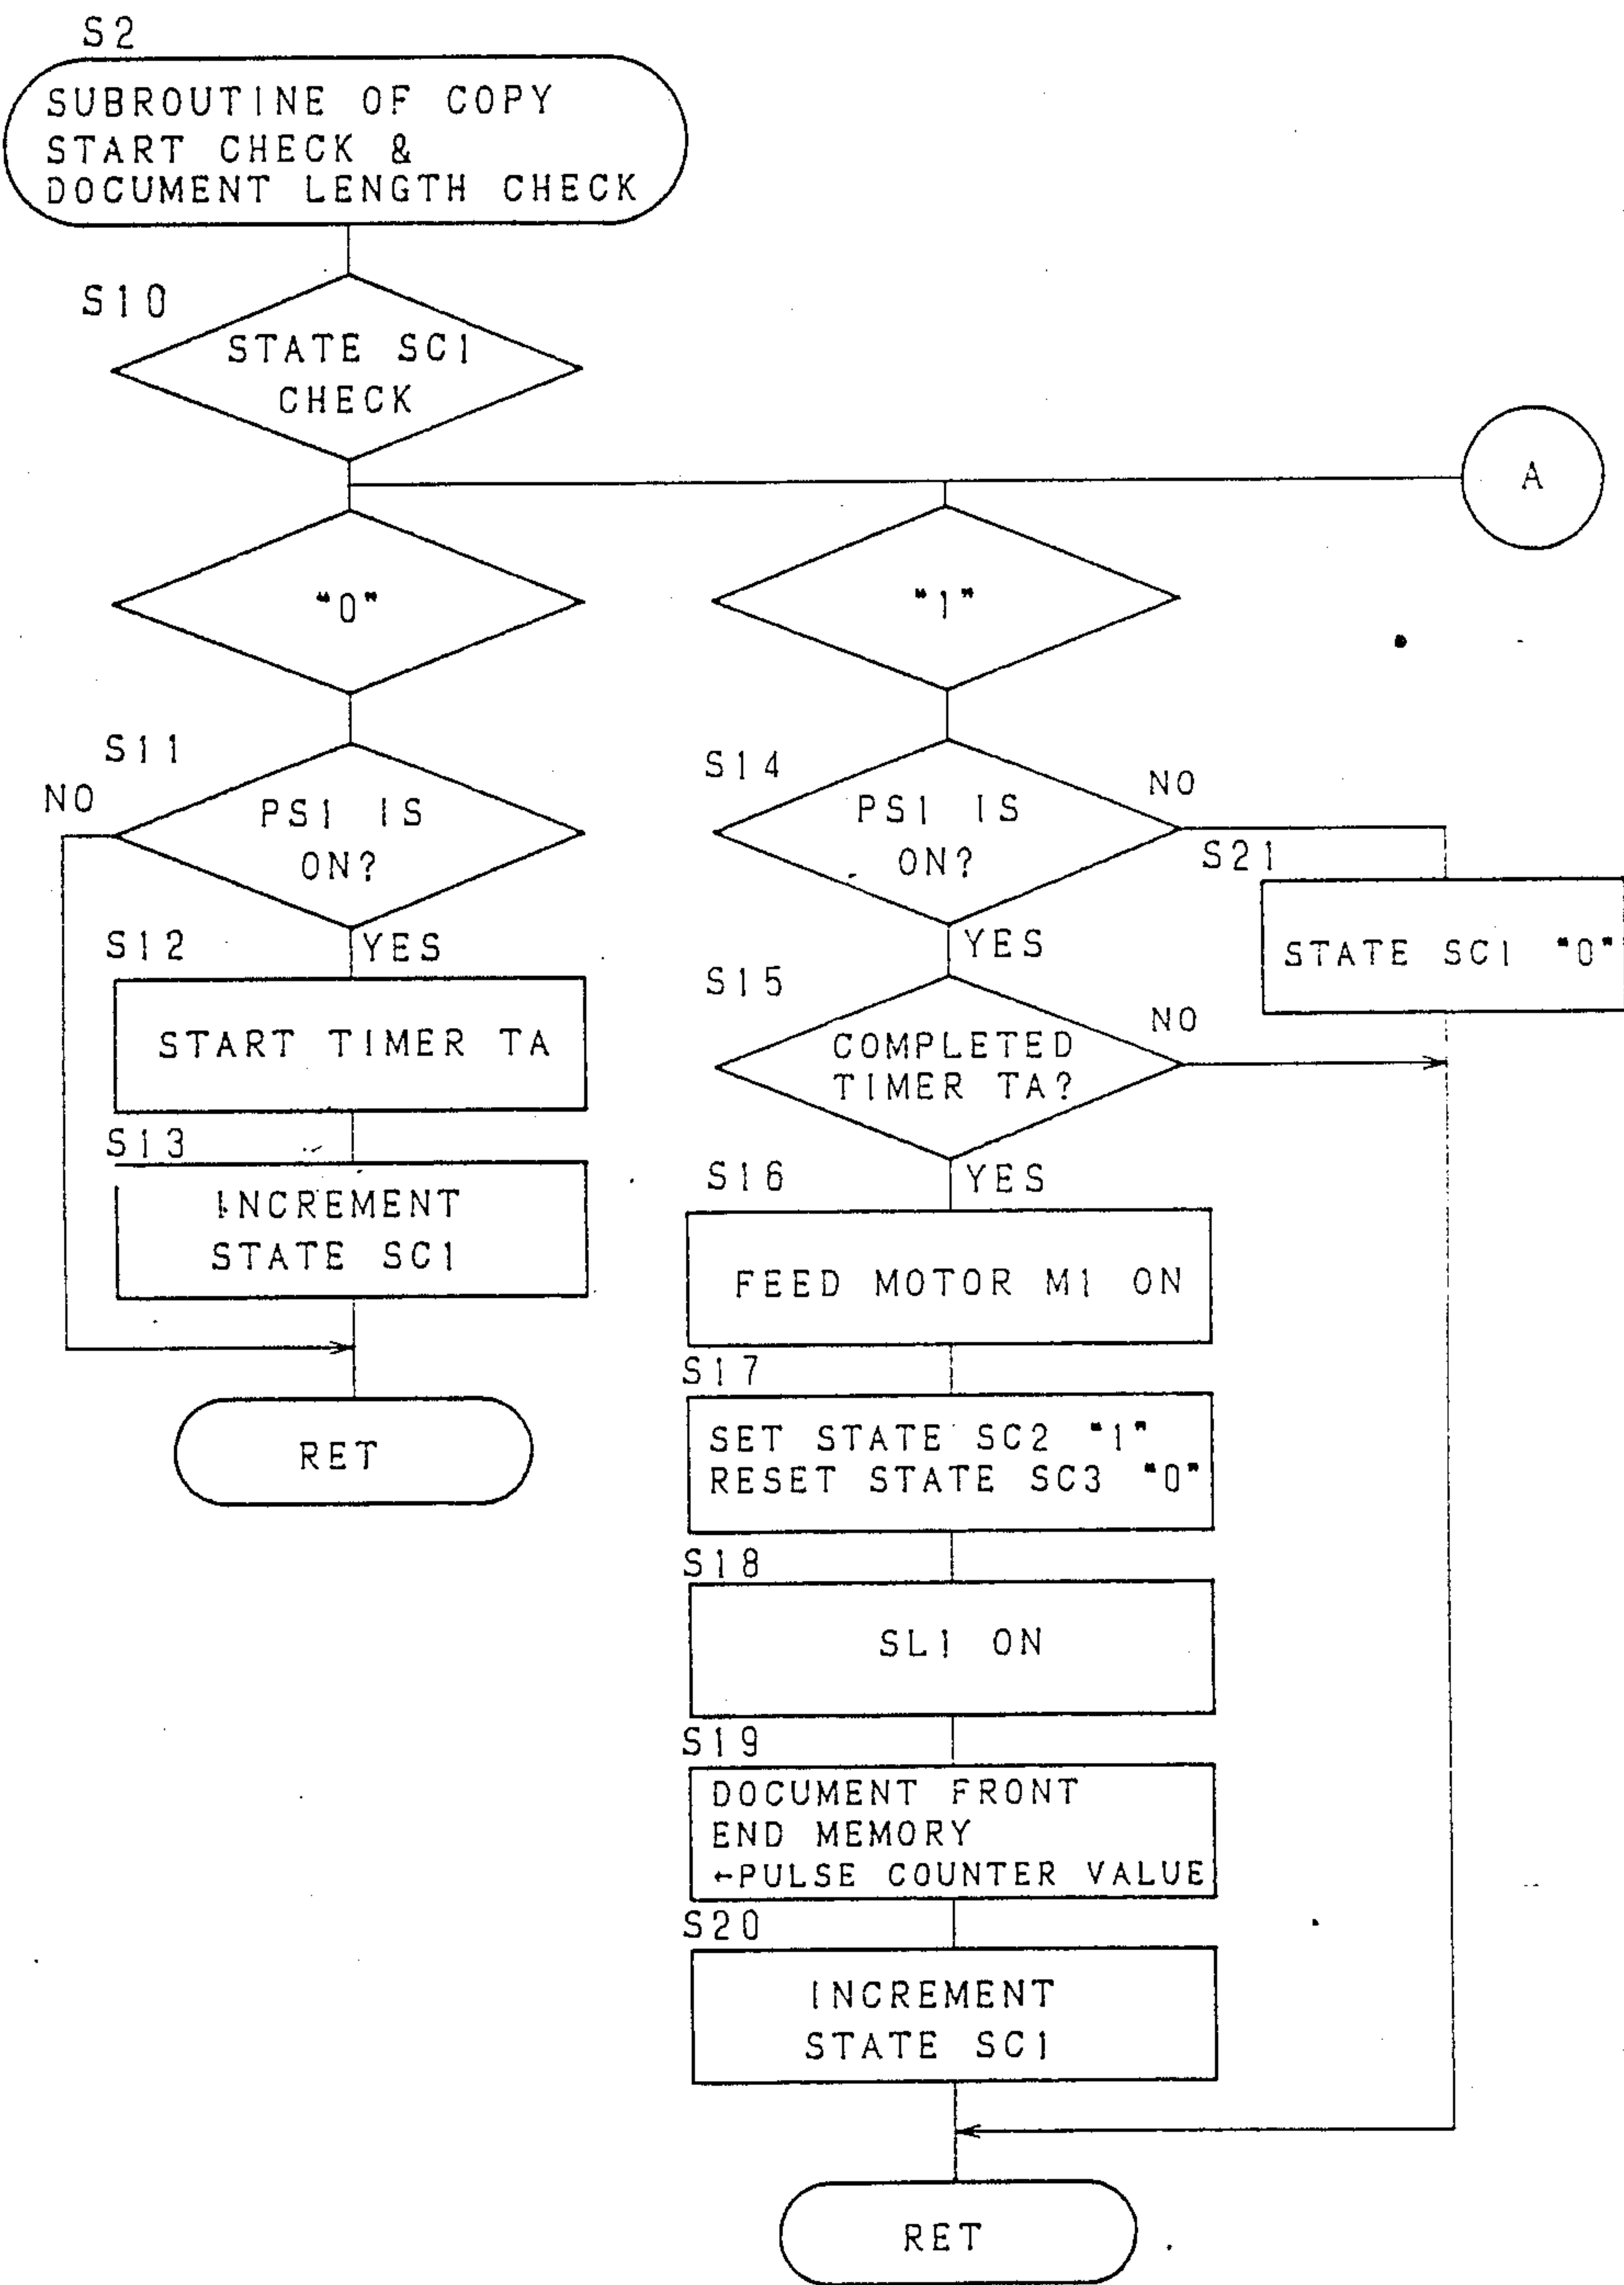 S2
SUBROUTINE OF COPY
START CHECK &
DOCUMENT LENGTH CHECK
S10
STATE SC1
CHECK
A
"0"
"1"
S11
NO
PS1 IS
ON?
YES
S12
START TIMER TA
S13
INCREMENT
STATE SC1
RET
S14
PS1 IS
ON?
NO
YES
S21
STATE SC1 "0"
S15
COMPLETED
TIMER TA?
NO
YES
S16
FEED MOTOR M1 ON
S17
SET STATE SC2 "1"
RESET STATE SC3 "0"
S18
SL1 ON
S19
DOCUMENT FRONT
END MEMORY
←PULSE COUNTER VALUE
S20
INCREMENT
STATE SC1
RET